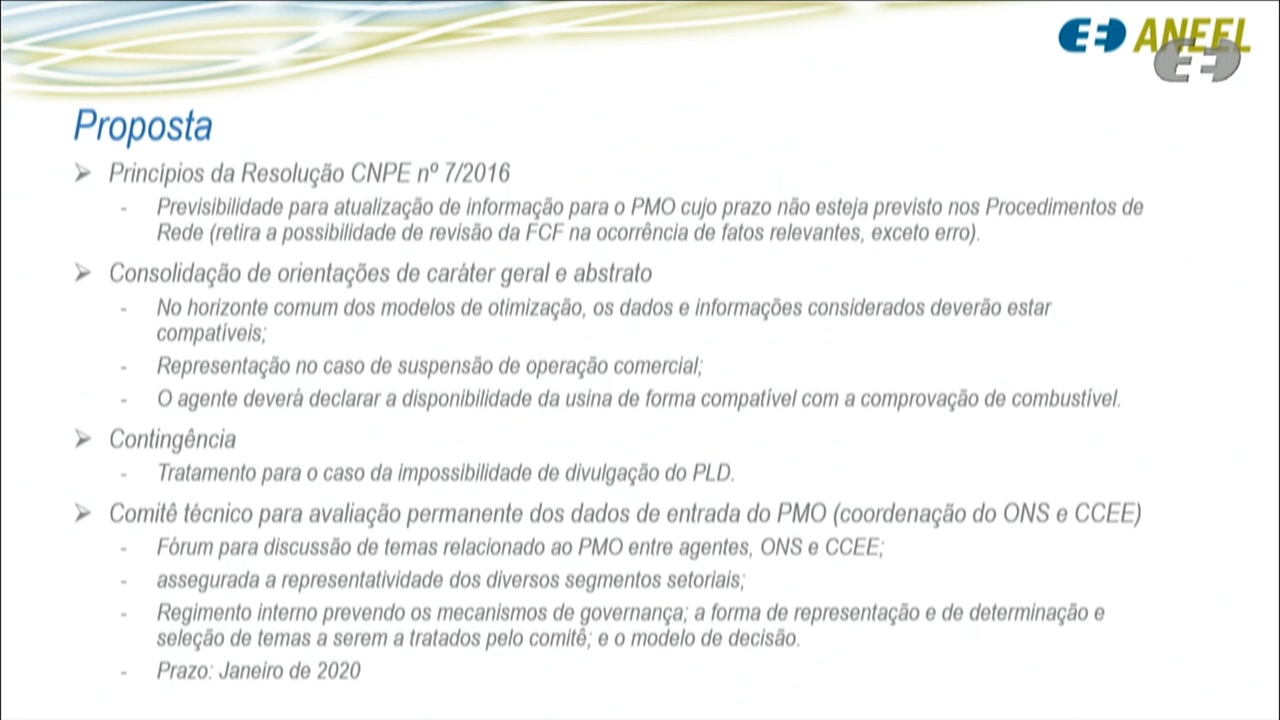 ANEEL
Proposta
Princípios da Resolução CNPE nº 7/2016
- Previsibilidade para atualização de informação para o PMO cujo prazo não esteja previsto nos Procedimentos de
Rede (retira a possibilidade de revisão da FCF na ocorrência de fatos relevantes, exceto erro).
Consolidação de orientações de caráter geral e abstrato
- No horizonte comum dos modelos de otimização, os dados e informações considerados deverão estar
compatíveis;
- Representação no caso de suspensão de operação comercial;
- O agente deverá declarar a disponibilidade da usina de forma compatível com a comprovação de combustível.
Contingência
- Tratamento para o caso da impossibilidade de divulgação do PLD.
Comitê técnico para avaliação permanente dos dados de entrada do PMO (coordenação do ONS e CCEE)
- Fórum para discussão de temas relacionado ao PMO entre agentes, ONS e CCEE;
- assegurada a representatividade dos diversos segmentos setoriais;
- Regimento interno prevendo os mecanismos de governança; a forma de representação e de determinação e
seleção de temas a serem a tratados pelo comitê; e o modelo de decisão.
- Prazo: Janeiro de 2020